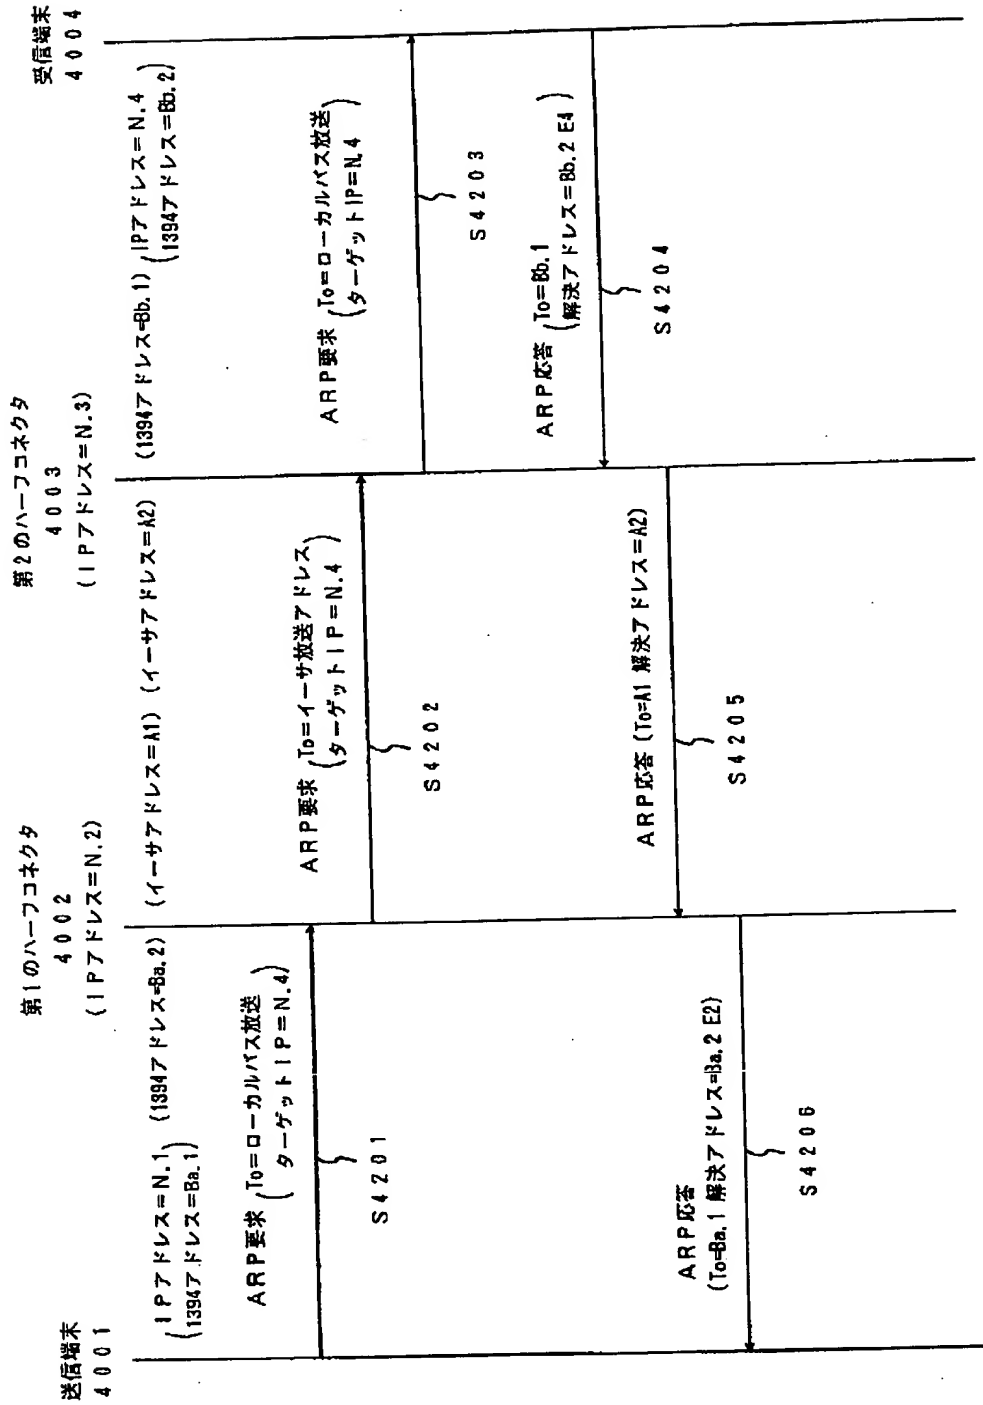 送信端末
4001
第1のハーフコネクタ
4002
(IPアドレス=N.2)
第2のハーフコネクタ
4003
(IPアドレス=N.3)
受信端末
4004
(IPアドレス=N.1
1394アドレス=Ba.1)
(1394アドレス=Ba.2)
(イーサアドレス=A1)
(イーサアドレス=A2)
(1394アドレス=Bb.1)
(IPアドレス=N.4
1394アドレス=Bb.2)
ARP要求 (To=ローカルバス放送
ターゲットIP=N.4)
S4201
ARP要求 (To=イーサ放送アドレス
ターゲットIP=N.4)
S4202
ARP要求 (To=ローカルバス放送
ターゲットIP=N.4)
S4203
ARP応答 (To=Bb.1
解決アドレス=Bb.2 E4)
S4204
ARP応答 (To=A1 解決アドレス=A2)
S4205
ARP応答
(To=Ba.1 解決アドレス=Ba.2 E2)
S4206